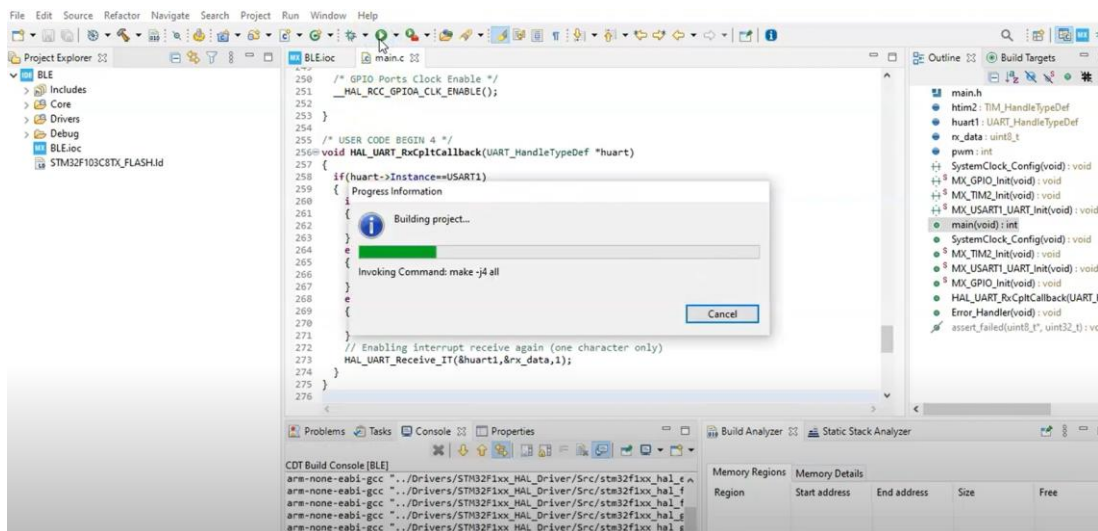 File Edit Source Refactor Navigate Search Project Run Window Help
Project Explorer
BLE
Includes
Core
Drivers
Debug
BLE.ioc
STM32F103C8TX_FLASH.ld
BLE.ioc
main.c
250 /* GPIO Ports Clock Enable */
251 __HAL_RCC_GPIOA_CLK_ENABLE();
252
253 }
254
255 /* USER CODE BEGIN 4 */
256 void HAL_UART_RxCpltCallback(UART_HandleTypeDef *huart)
257 {
258 if(huart->Instance==USART1)
259 {
260 i
261 {
262
263 }
264 e
265 {
266
267 }
268 e
269 {
270
271 }
272 // Enabling interrupt receive again (one character only)
273 HAL_UART_Receive_IT(&huart1,&rx_data,1);
274 }
275 }
276
Progress Information
Building project...
Invoking Command: make -j4 all
Cancel
Outline
Build Targets
main.h
htim2 : TIM_HandleTypeDef
huart1 : UART_HandleTypeDef
rx_data : uint8_t
pwm : int
SystemClock_Config(void) : void
MX_GPIO_Init(void) : void
MX_TIM2_Init(void) : void
MX_USART1_UART_Init(void) : void
main(void) : int
SystemClock_Config(void) : void
MX_TIM2_Init(void) : void
MX_USART1_UART_Init(void) : void
MX_GPIO_Init(void) : void
HAL_UART_RxCpltCallback(UART_
Error_Handler(void) : void
assert_failed(uint8_t*, uint32_t) : vo
Problems Tasks Console Properties
CDT Build Console [BLE]
arm-none-eabi-gcc "../Drivers/STM32F1xx_HAL_Driver/Src/stm32f1xx_hal_
arm-none-eabi-gcc "../Drivers/STM32F1xx_HAL_Driver/Src/stm32f1xx_hal_f
arm-none-eabi-gcc "../Drivers/STM32F1xx_HAL_Driver/Src/stm32f1xx_hal_f
arm-none-eabi-gcc "../Drivers/STM32F1xx_HAL_Driver/Src/stm32f1xx_hal_g
Build Analyzer Static Stack Analyzer
Memory Regions Memory Details
Region Start address End address Size Free